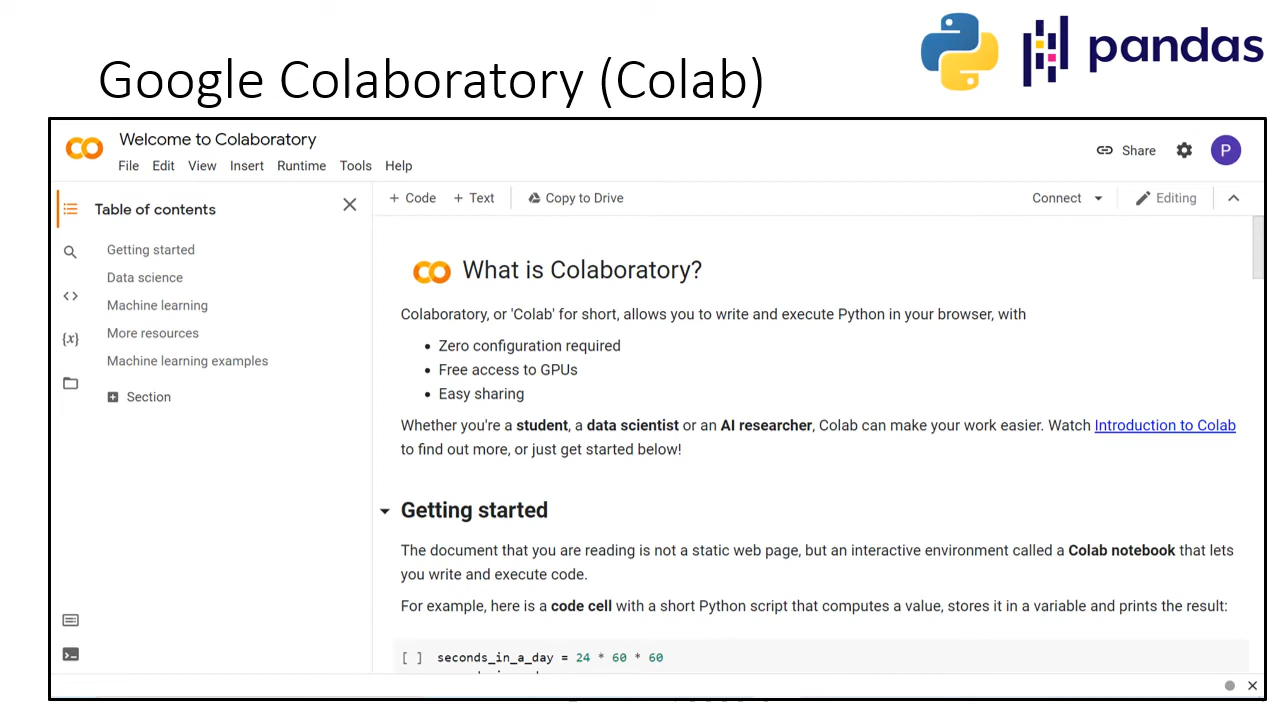 Google Colaboratory (Colab)
pandas
Welcome to Colaboratory
File Edit View Insert Runtime Tools Help
Share
P
Table of contents
+ Code + Text Copy to Drive
Connect Editing
Getting started
Data science
Machine learning
More resources
Machine learning examples
Section
What is Colaboratory?
Colaboratory, or 'Colab' for short, allows you to write and execute Python in your browser, with
• Zero configuration required
• Free access to GPUs
• Easy sharing
Whether you're a student, a data scientist or an AI researcher, Colab can make your work easier. Watch Introduction to Colab
to find out more, or just get started below!
Getting started
The document that you are reading is not a static web page, but an interactive environment called a Colab notebook that lets
you write and execute code.
For example, here is a code cell with a short Python script that computes a value, stores it in a variable and prints the result:
[ ] seconds_in_a_day = 24 * 60 * 60